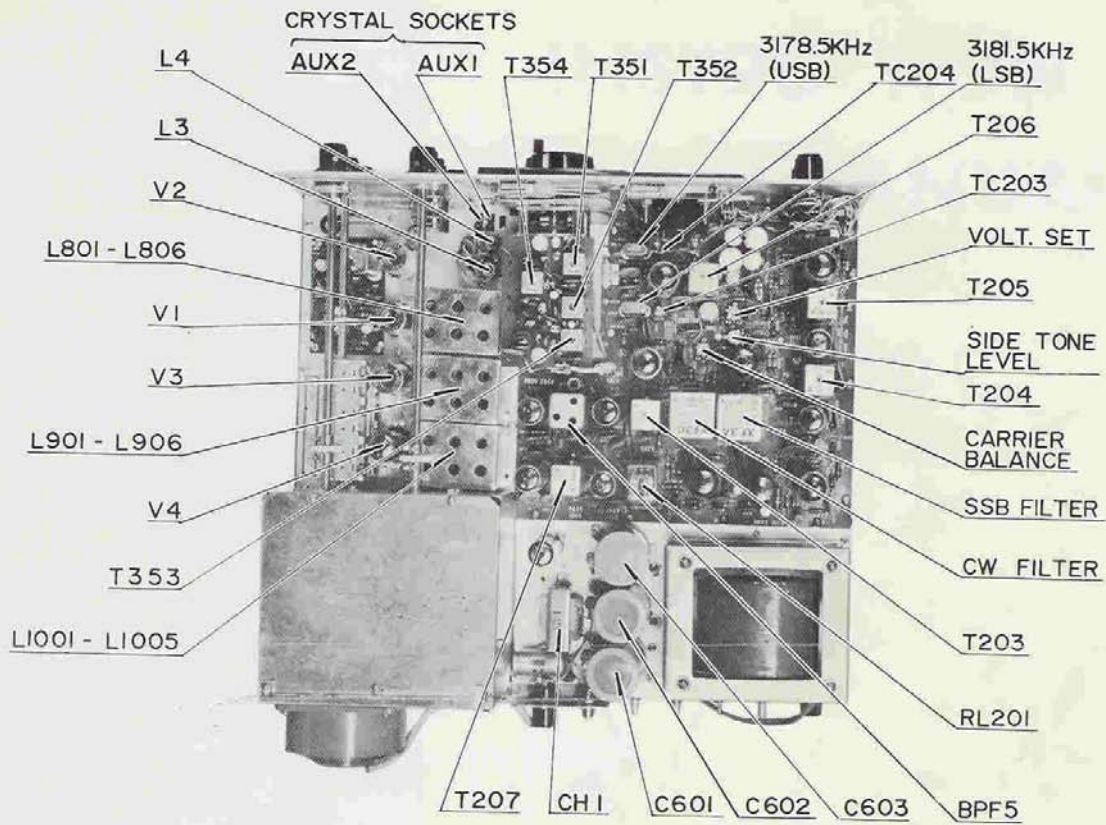 CRYSTAL SOCKETS
AUX2
AUX1
L4
L3
V2
L801 - L806
V1
V3
L901 - L906
V4
T353
L1001 - L1005
T354
T351
T352
3178.5KHz
(USB)
TC204
3181.5KHz
(LSB)
T206
TC203
VOLT. SET
T205
SIDE TONE
LEVEL
T204
CARRIER
BALANCE
SSB FILTER
CW FILTER
T203
RL201
BPF5
T207
CH1
C601
C602
C603
XF3C
XF3A